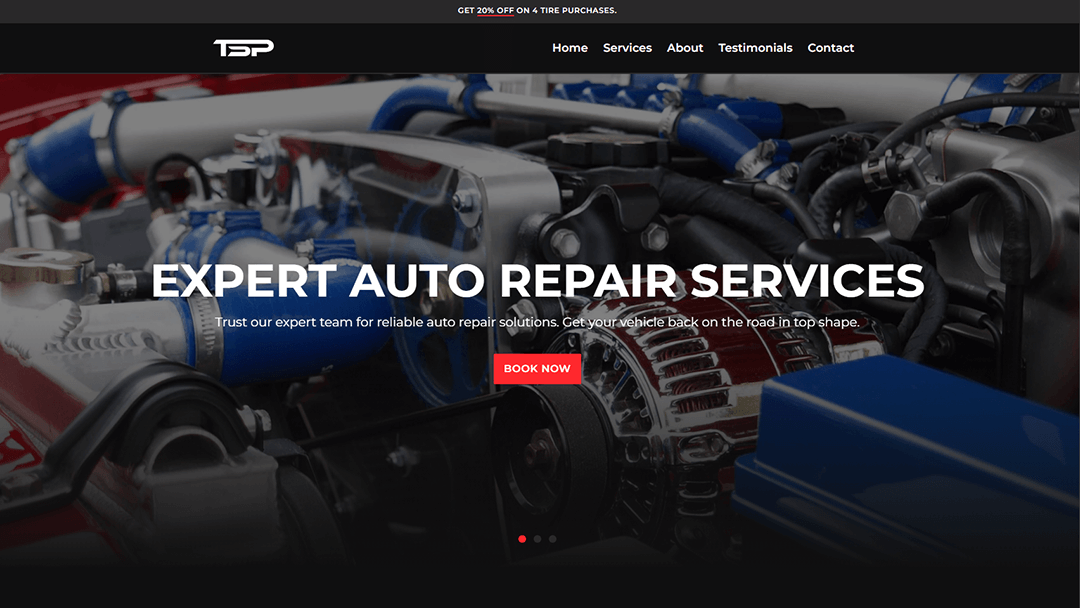 GET 20% OFF ON 4 TIRE PURCHASES.
TSP
Home Services About Testimonials Contact
EXPERT AUTO REPAIR SERVICES
Trust our expert team for reliable auto repair solutions. Get your vehicle back on the road in top shape.
BOOK NOW